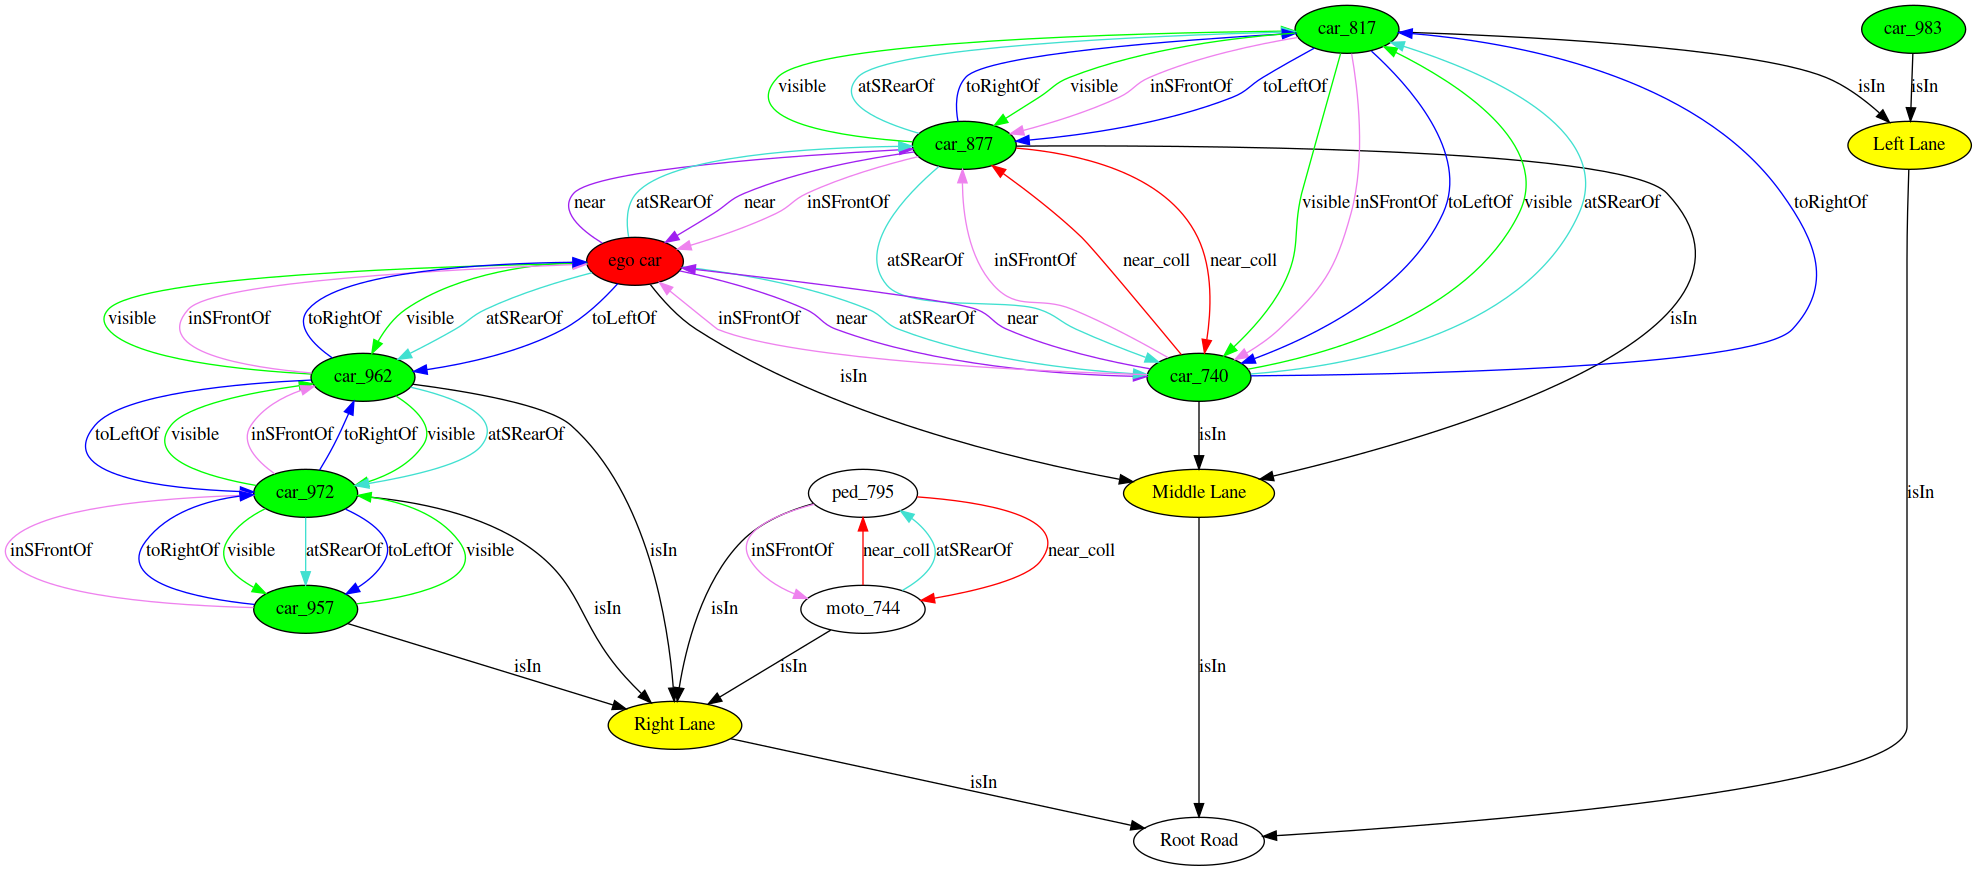 car_817
car_983
visible
atSRearOf
toRightOf
visible
inSFrontOf
toLeftOf
isIn
isIn
car_877
Left Lane
near
atSRearOf
near
inSFrontOf
visible
inSFrontOf
toLeftOf
visible
atSRearOf
toRightOf
ego car
atSRearOf
inSFrontOf
near_coll
near_coll
visible
inSFrontOf
toRightOf
visible
atSRearOf
toLeftOf
inSFrontOf
near
atSRearOf
near
isIn
car_962
isIn
car_740
toLeftOf
visible
inSFrontOf
toRightOf
visible
atSRearOf
isIn
car_972
ped_795
Middle Lane
isIn
inSFrontOf
toRightOf
visible
atSRearOf
toLeftOf
visible
isIn
inSFrontOf
near_coll
atSRearOf
near_coll
car_957
isIn
isIn
moto_744
isIn
isIn
isIn
Right Lane
isIn
Root Road